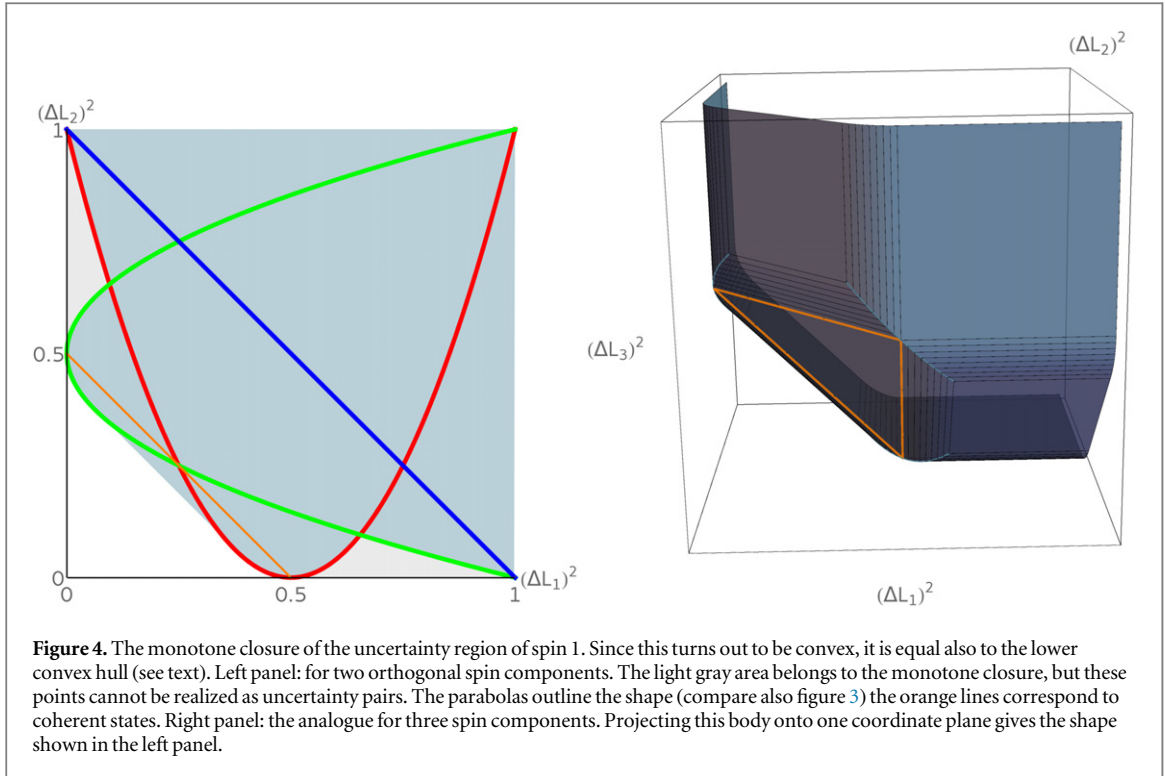 (ΔL₂)²
1
0.5
0
0
0.5
1
(ΔL₁)²
(ΔL₂)²
(ΔL₃)²
(ΔL₁)²
Figure 4. The monotone closure of the uncertainty region of spin 1. Since this turns out to be convex, it is equal also to the lower
convex hull (see text). Left panel: for two orthogonal spin components. The light gray area belongs to the monotone closure, but these
points cannot be realized as uncertainty pairs. The parabolas outline the shape (compare also figure 3) the orange lines correspond to
coherent states. Right panel: the analogue for three spin components. Projecting this body onto one coordinate plane gives the shape
shown in the left panel.